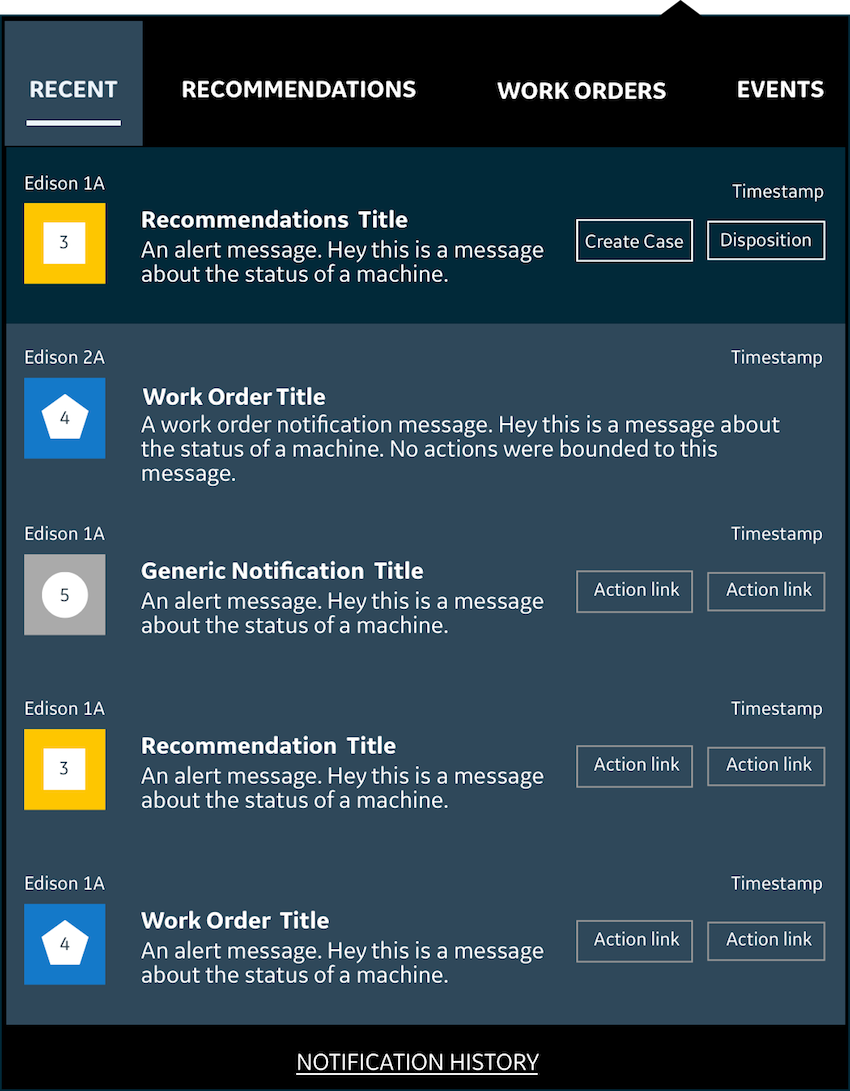 RECENT RECOMMENDATIONS WORK ORDERS EVENTS
Edison 1A
Timestamp
3
Recommendations Title
An alert message. Hey this is a message
about the status of a machine.
Create Case
Disposition
Edison 2A
Timestamp
4
Work Order Title
A work order notification message. Hey this is a message about
the status of a machine. No actions were bounded to this
message.
Edison 1A
Timestamp
5
Generic Notification Title
An alert message. Hey this is a message
about the status of a machine.
Action link
Action link
Edison 1A
Timestamp
3
Recommendation Title
An alert message. Hey this is a message
about the status of a machine.
Action link
Action link
Edison 1A
Timestamp
4
Work Order Title
An alert message. Hey this is a message
about the status of a machine.
Action link
Action link
NOTIFICATION HISTORY